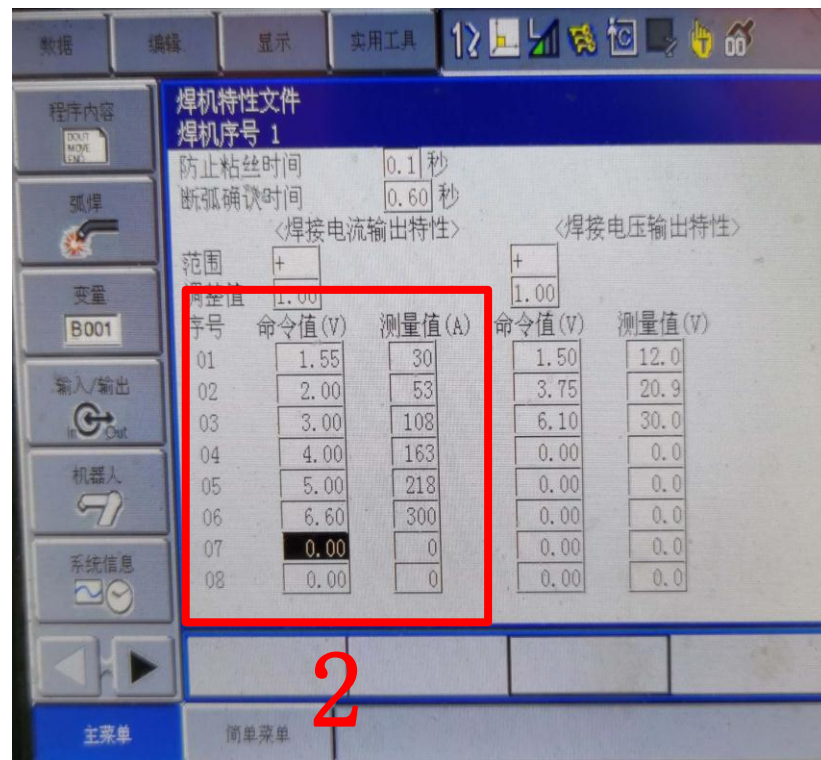 数据 编辑 显示 实用工具
程序内容
DOUT
MOVE
END
弧焊
变量
B001
输入/输出
In Out
机器人
系统信息
焊机特性文件
焊机序号 1
防止粘丝时间 0.1 秒
断弧确认时间 0.60 秒
<焊接电流输出特性> <焊接电压输出特性>
范围 + +
调整值 1.00 1.00
序号 命令值(V) 测量值(A) 命令值(V) 测量值(V)
01 1.55 30 1.50 12.0
02 2.00 53 3.75 20.9
03 3.00 108 6.10 30.0
04 4.00 163 0.00 0.0
05 5.00 218 0.00 0.0
06 6.60 300 0.00 0.0
07 0.00 0 0.00 0.0
08 0.00 0 0.00 0.0
2
主菜单 简单菜单